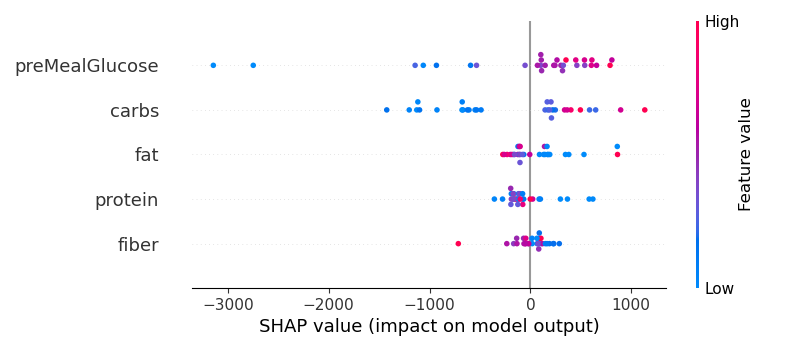 High
preMealGlucose
carbs
fat
protein
fiber
Feature value
Low
−3000 −2000 −1000 0 1000
SHAP value (impact on model output)